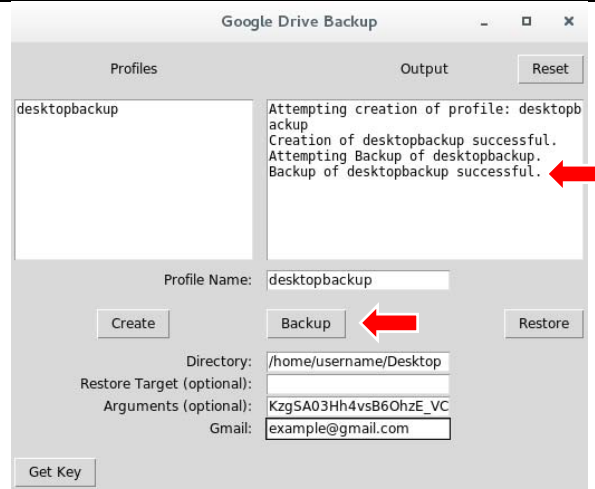 Google Drive Backup
Profiles
Output
Reset
desktopbackup
Attempting creation of profile: desktopb
ackup
Creation of desktopbackup successful.
Attempting Backup of desktopbackup.
Backup of desktopbackup successful.
Profile Name: desktopbackup
Create
Backup
Restore
Directory: /home/username/Desktop
Restore Target (optional):
Arguments (optional): KzgSA03Hh4vsB6OhzE_VC
Gmail: example@gmail.com
Get Key